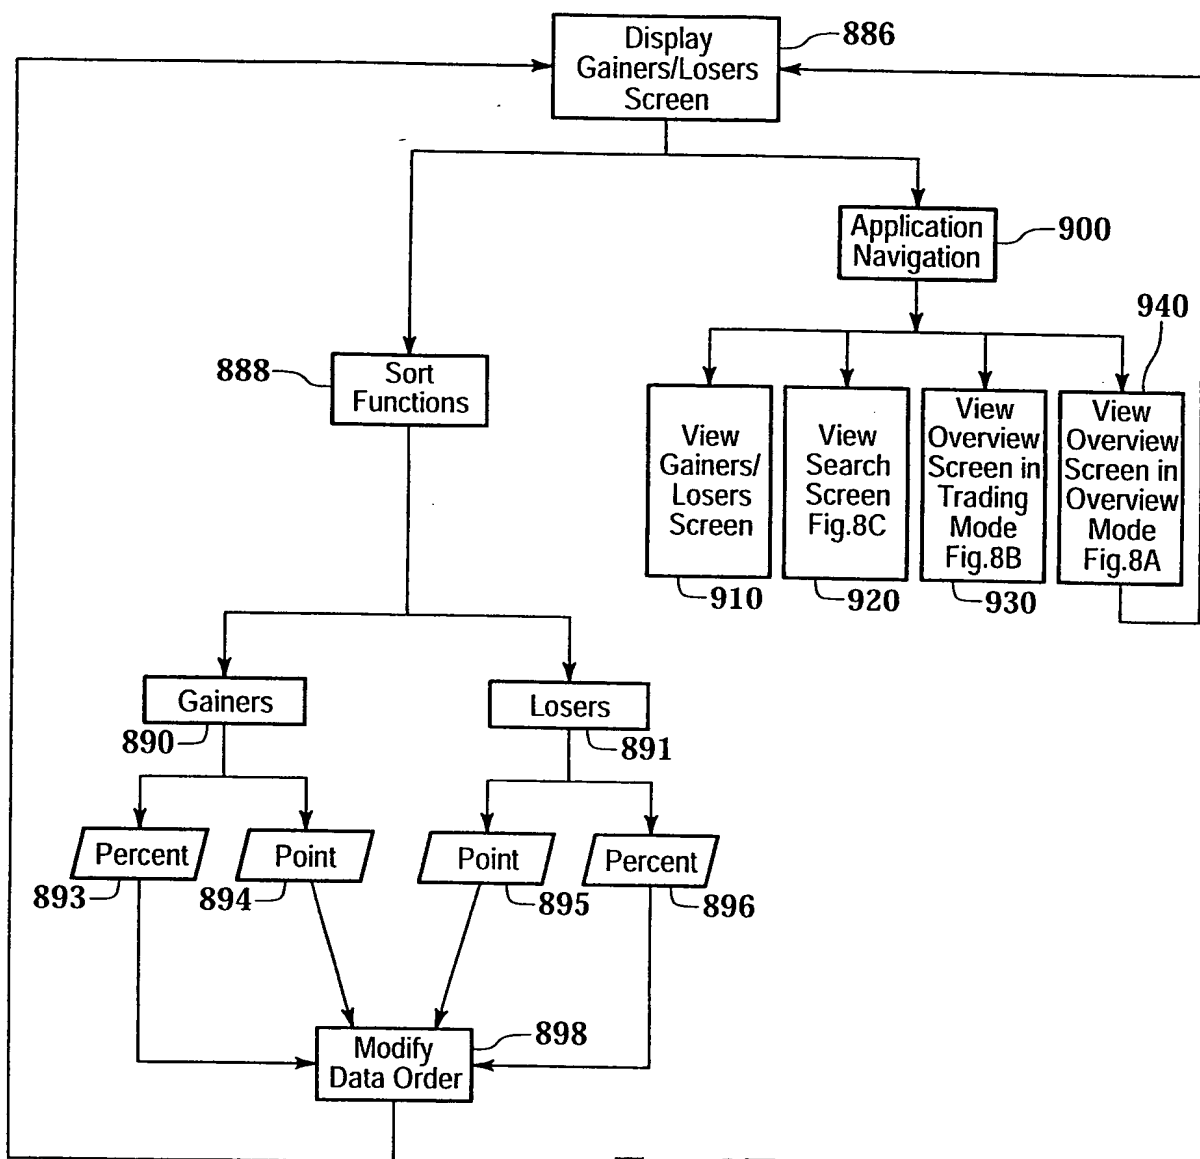 Display
Gainers/Losers
Screen
886
Application
Navigation
900
940
Sort
Functions
888
View
Gainers/
Losers
Screen
910
View
Search
Screen
Fig.8C
920
View
Overview
Screen in
Trading
Mode
Fig.8B
930
View
Overview
Screen in
Overview
Mode
Fig.8A
Gainers
890
Losers
891
Percent
893
Point
894
Point
895
Percent
896
Modify
Data Order
898